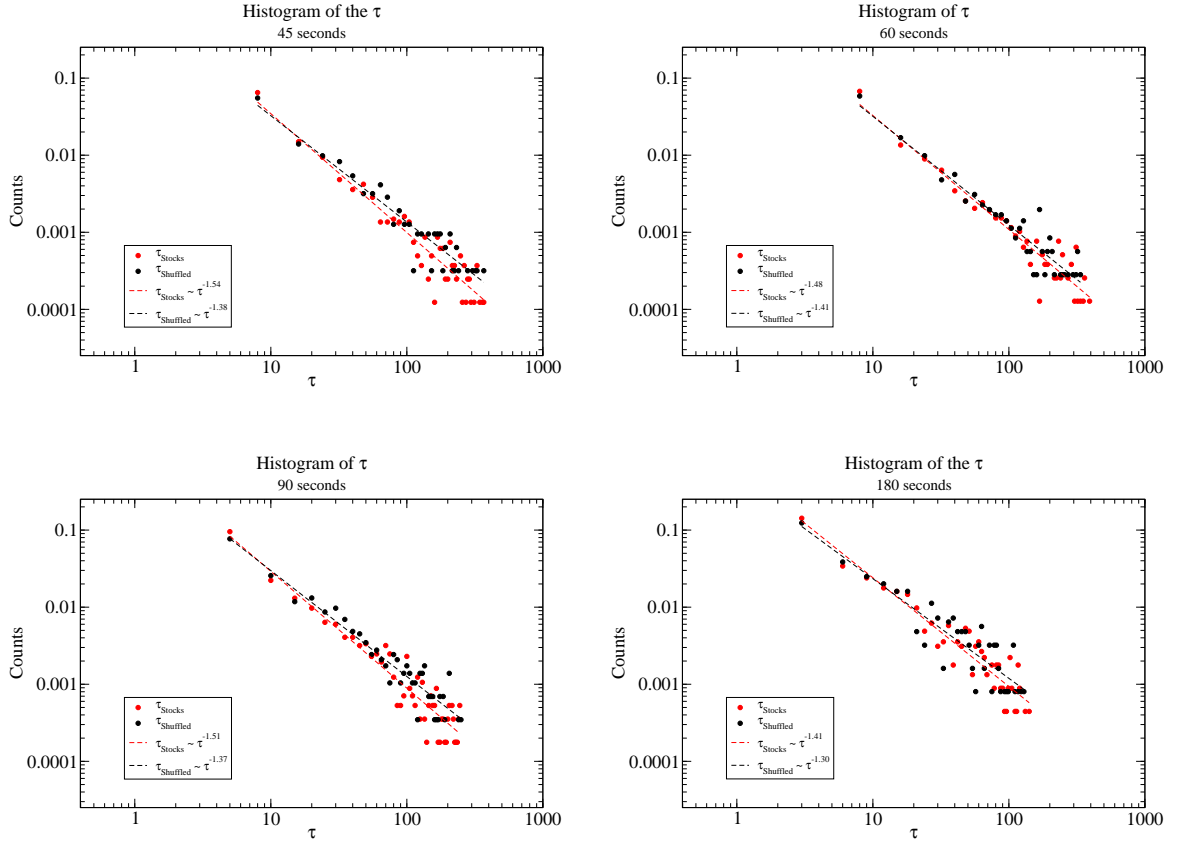 Histogram of the τ
45 seconds
Counts
0.1
0.01
0.001
0.0001
1
10
100
1000
τ
τStocks
τShuffled
τStocks ~ τ-1.54
τShuffled ~ τ-1.38
Histogram of τ
60 seconds
Counts
0.1
0.01
0.001
0.0001
1
10
100
1000
τ
τStocks
τShuffled
τStocks ~ τ-1.48
τShuffled ~ τ-1.41
Histogram of τ
90 seconds
Counts
0.1
0.01
0.001
0.0001
1
10
100
1000
τ
τStocks
τShuffled
τStocks ~ τ-1.51
τShuffled ~ τ-1.37
Histogram of the τ
180 seconds
Counts
0.1
0.01
0.001
0.0001
1
10
100
1000
τ
τStocks
τShuffled
τStocks ~ τ-1.41
τShuffled ~ τ-1.30